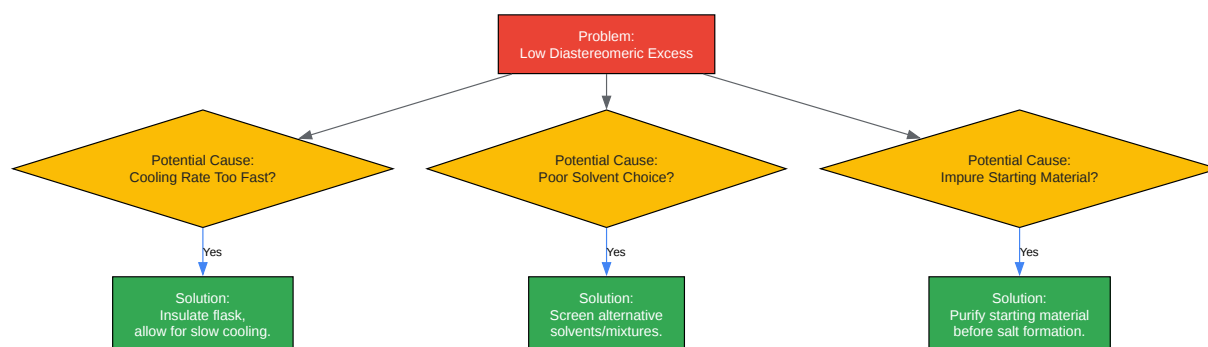 Problem:
Low Diastereomeric Excess
Potential Cause:
Cooling Rate Too Fast?
Potential Cause:
Poor Solvent Choice?
Potential Cause:
Impure Starting Material?
Yes
Yes
Yes
Solution:
Insulate flask,
allow for slow cooling.
Solution:
Screen alternative
solvents/mixtures.
Solution:
Purify starting material
before salt formation.